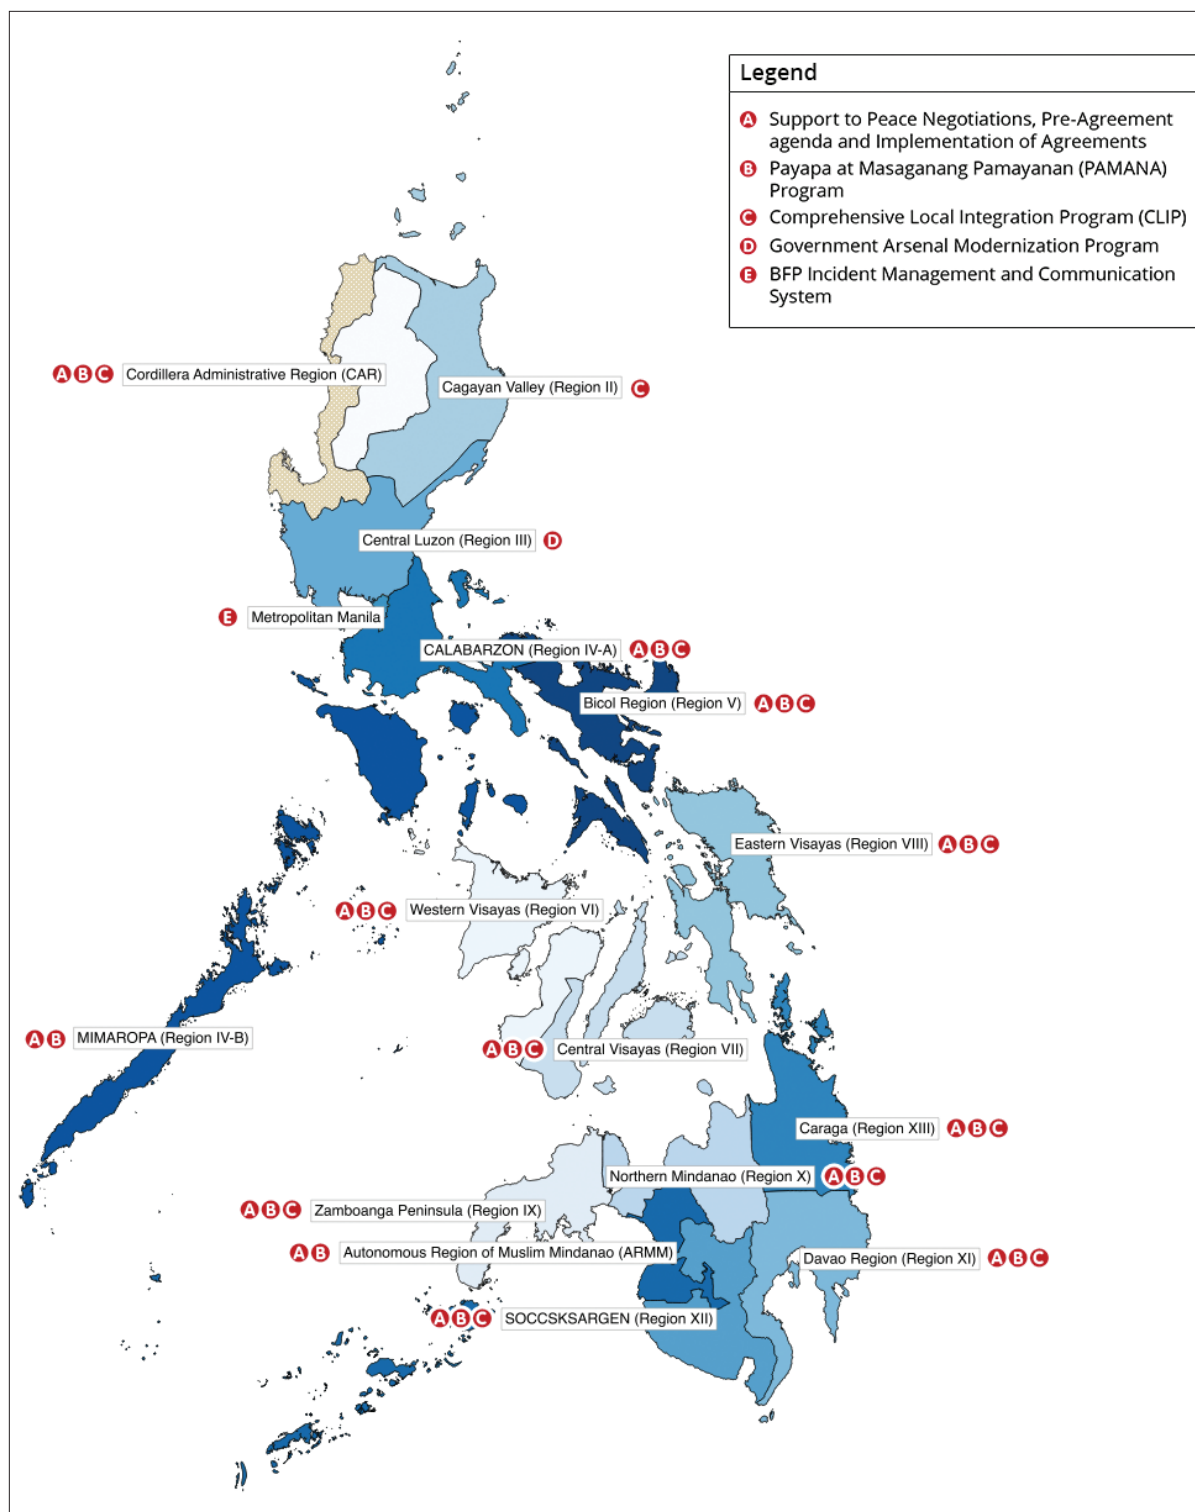 Legend
A Support to Peace Negotiations, Pre-Agreement
agenda and Implementation of Agreements
B Payapa at Masaganang Pamayanan (PAMANA)
Program
C Comprehensive Local Integration Program (CLIP)
D Government Arsenal Modernization Program
E BFP Incident Management and Communication
System
A B C Cordillera Administrative Region (CAR)
Cagayan Valley (Region II) C
Central Luzon (Region III) D
E Metropolitan Manila
CALABARZON (Region IV-A) A B C
Bicol Region (Region V) A B C
Eastern Visayas (Region VIII) A B C
A B C Western Visayas (Region VI)
A B MIMAROPA (Region IV-B)
A B C Central Visayas (Region VII)
Caraga (Region XIII) A B C
Northern Mindanao (Region X) A B C
A B C Zamboanga Peninsula (Region IX)
A B Autonomous Region of Muslim Mindanao (ARMM)
Davao Region (Region XI) A B C
A B C SOCCSKSARGEN (Region XII)